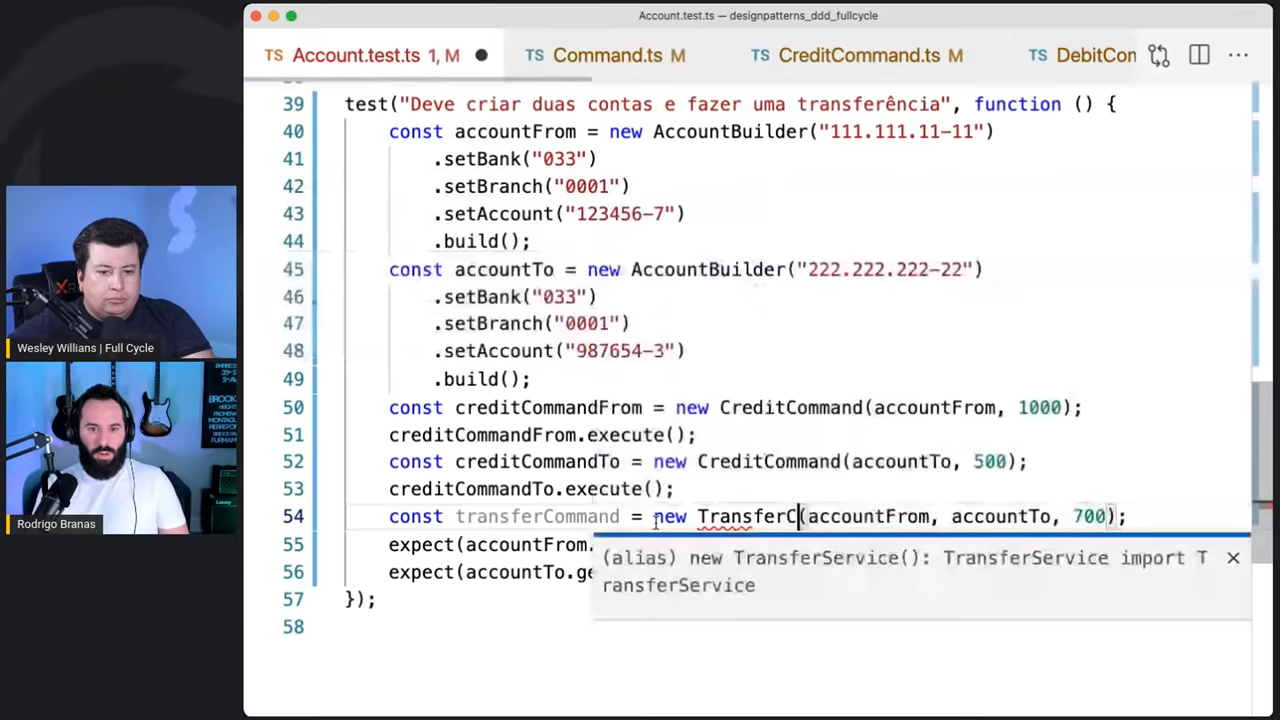 Account.test.ts — designpatterns_ddd_fullcycle
TS Account.test.ts 1, M ● TS Command.ts M TS CreditCommand.ts M TS DebitCon
39 test("Deve criar duas contas e fazer uma transferência", function () {
40 const accountFrom = new AccountBuilder("111.111.11-11")
41 .setBank("033")
42 .setBranch("0001")
43 .setAccount("123456-7")
44 .build();
45 const accountTo = new AccountBuilder("222.222.222-22")
46 .setBank("033")
47 .setBranch("0001")
48 .setAccount("987654-3")
49 .build();
50 const creditCommandFrom = new CreditCommand(accountFrom, 1000);
51 creditCommandFrom.execute();
52 const creditCommandTo = new CreditCommand(accountTo, 500);
53 creditCommandTo.execute();
54 const transferCommand = new TransferC(accountFrom, accountTo, 700);
55 expect(accountFrom.
56 expect(accountTo.ge
57 });
58
(alias) new TransferService(): TransferService import T
ransferService
Wesley Willians | Full Cycle
BROOK
Rodrigo Branas